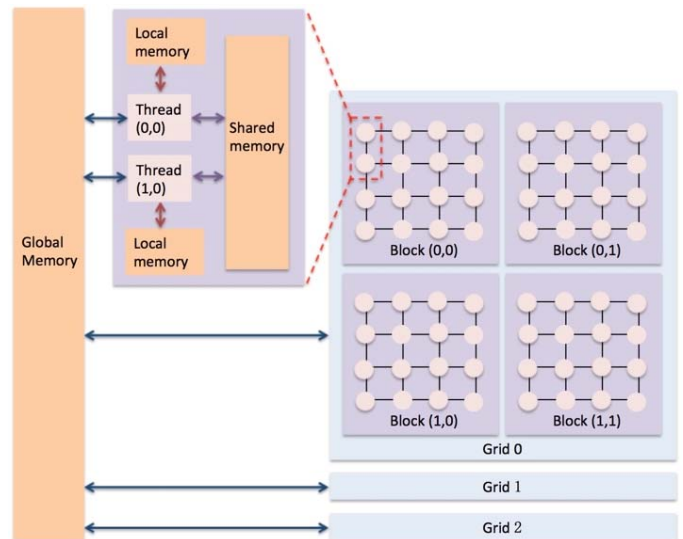 Global
Memory
Local
memory
Thread
(0,0)
Shared
memory
Thread
(1,0)
Local
memory
Block (0,0)
Block (0,1)
Block (1,0)
Block (1,1)
Grid 0
Grid 1
Grid 2